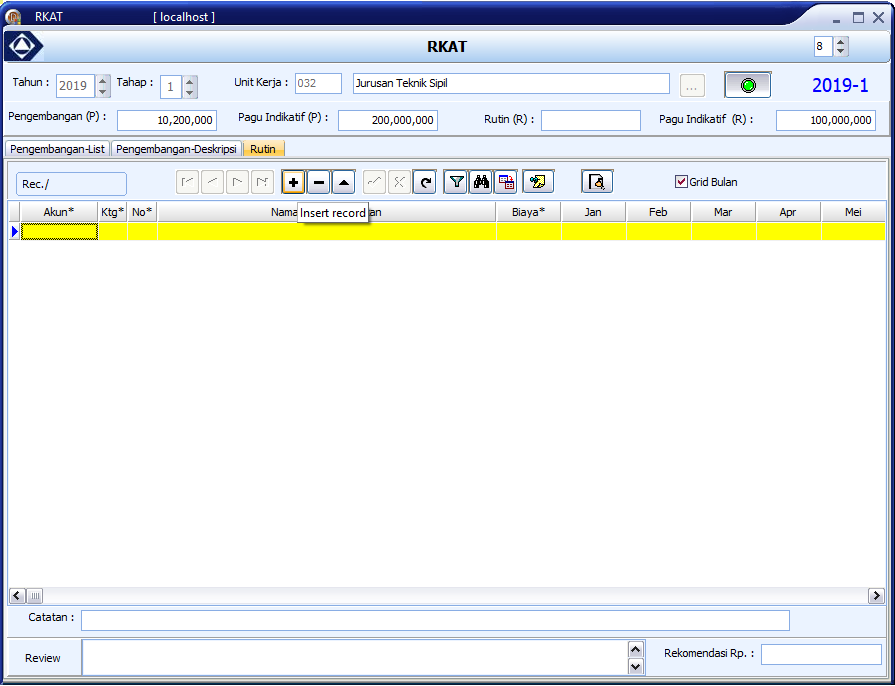 RKAT [ localhost ]
RKAT
8
Tahun : 2019 Tahap : 1 Unit Kerja : 032 Jurusan Teknik Sipil ... 2019-1
Pengembangan (P) : 10,200,000 Pagu Indikatif (P) : 200,000,000 Rutin (R) : Pagu Indikatif (R) : 100,000,000
Pengembangan-List Pengembangan-Deskripsi Rutin
Rec./ Grid Bulan
Akun* Ktg* No* Nama an Biaya* Jan Feb Mar Apr Mei
Insert record
Catatan :
Review Rekomendasi Rp. :